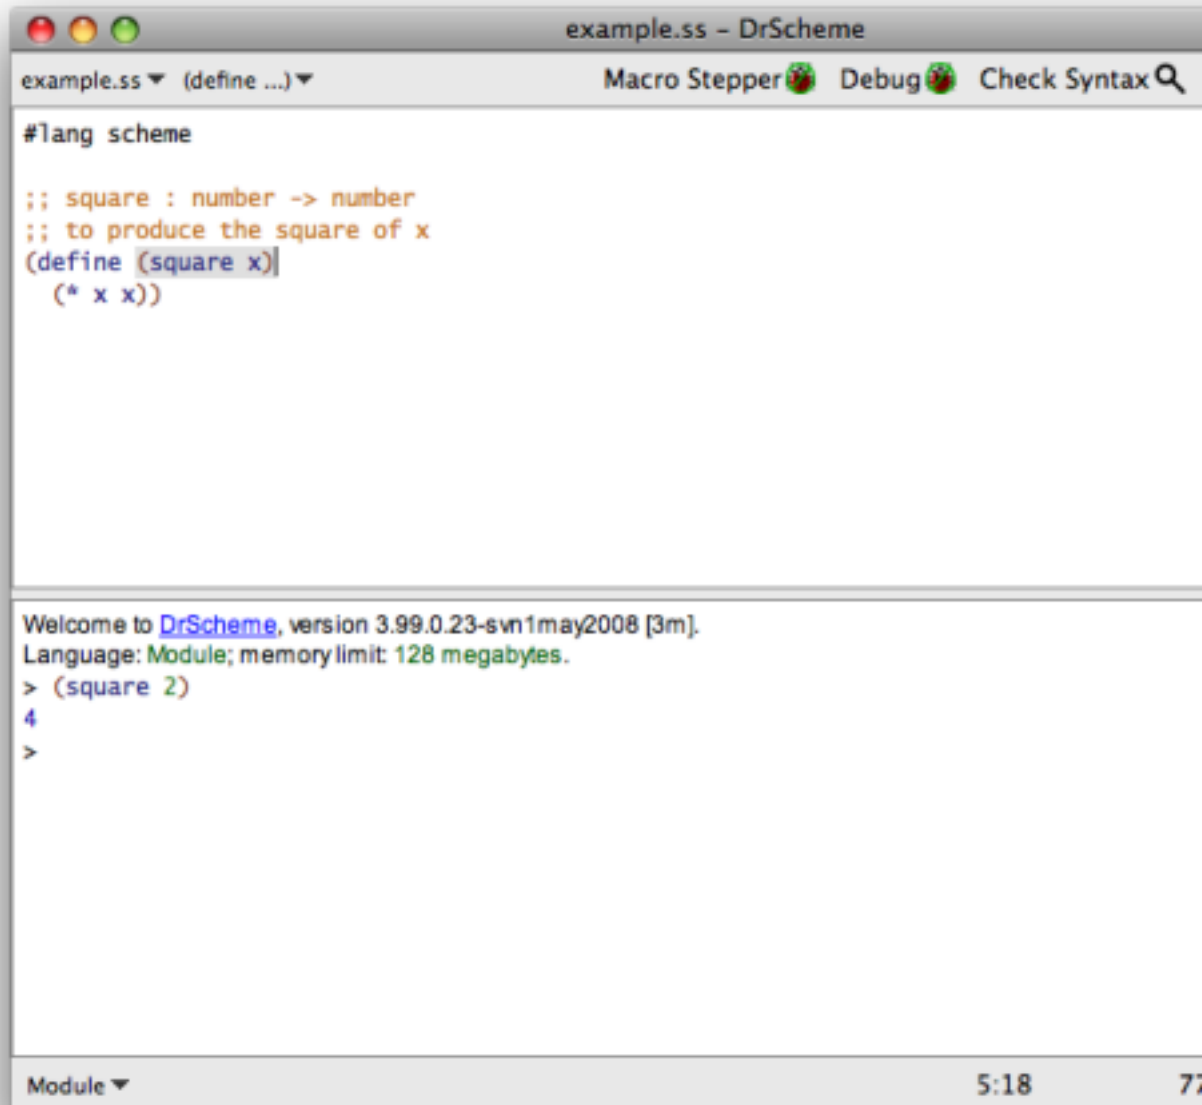 example.ss – DrScheme
example.ss (define ...) Macro Stepper Debug Check Syntax
#lang scheme
;; square : number -> number
;; to produce the square of x
(define (square x)
(* x x))
Welcome to DrScheme, version 3.99.0.23-svn1may2008 [3m].
Language: Module; memory limit: 128 megabytes.
> (square 2)
4
>
Module 5:18